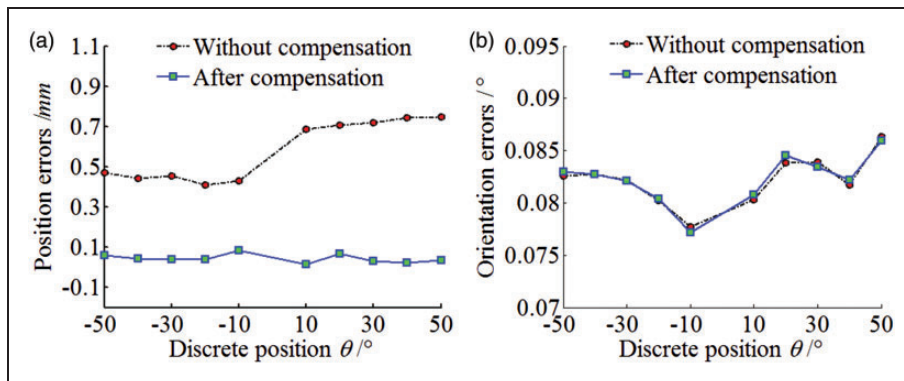 (a)
Position errors /mm
1.1
0.9
0.7
0.5
0.3
0.1
-0.1
Without compensation
After compensation
-50 -30 -10 10 30 50
Discrete position θ /°
(b)
Orientation errors /°
0.095
0.09
0.085
0.08
0.075
0.07
Without compensation
After compensation
-50 -30 -10 10 30 50
Discrete position θ /°